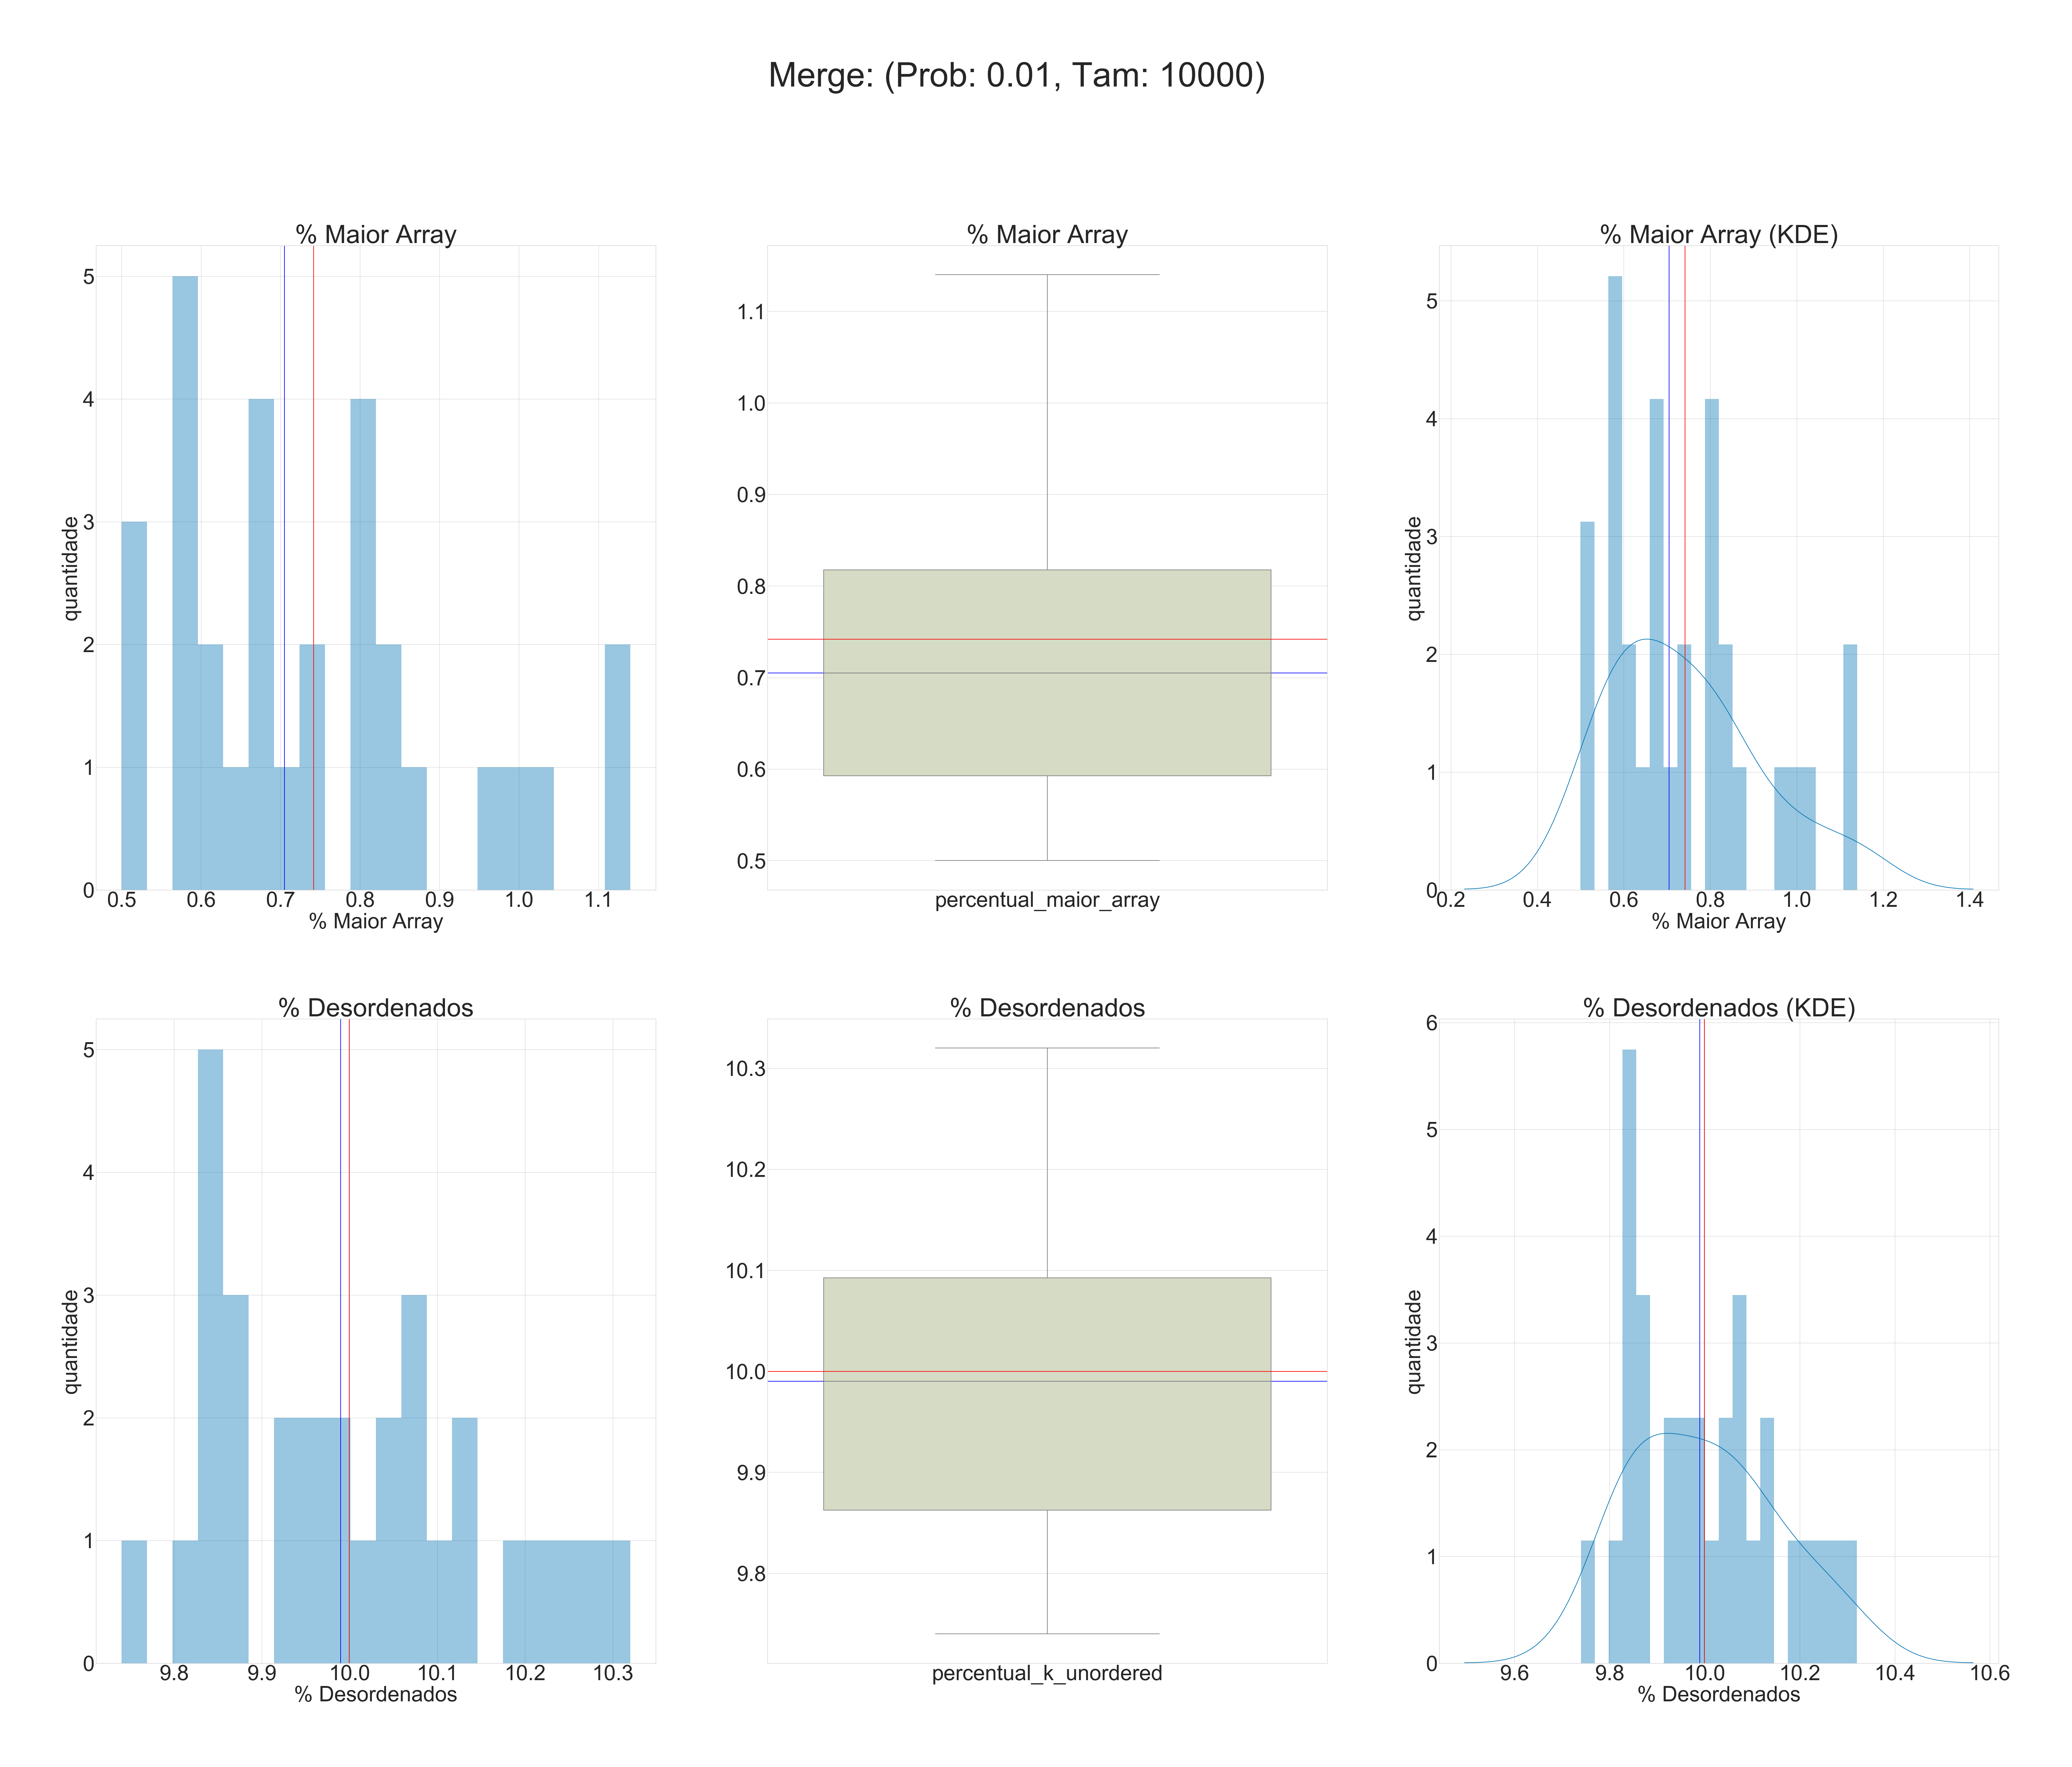 Merge: (Prob: 0.01, Tam: 10000)
% Maior Array
% Maior Array
% Maior Array (KDE)
quantidade
5
4
3
2
1
0
0.5 0.6 0.7 0.8 0.9 1.0 1.1
% Maior Array
1.1
1.0
0.9
0.8
0.7
0.6
0.5
percentual_maior_array
quantidade
5
4
3
2
1
0
0.2 0.4 0.6 0.8 1.0 1.2 1.4
% Maior Array
% Desordenados
% Desordenados
% Desordenados (KDE)
quantidade
5
4
3
2
1
0
9.8 9.9 10.0 10.1 10.2 10.3
% Desordenados
10.3
10.2
10.1
10.0
9.9
9.8
percentual_k_unordered
quantidade
6
5
4
3
2
1
0
9.6 9.8 10.0 10.2 10.4 10.6
% Desordenados